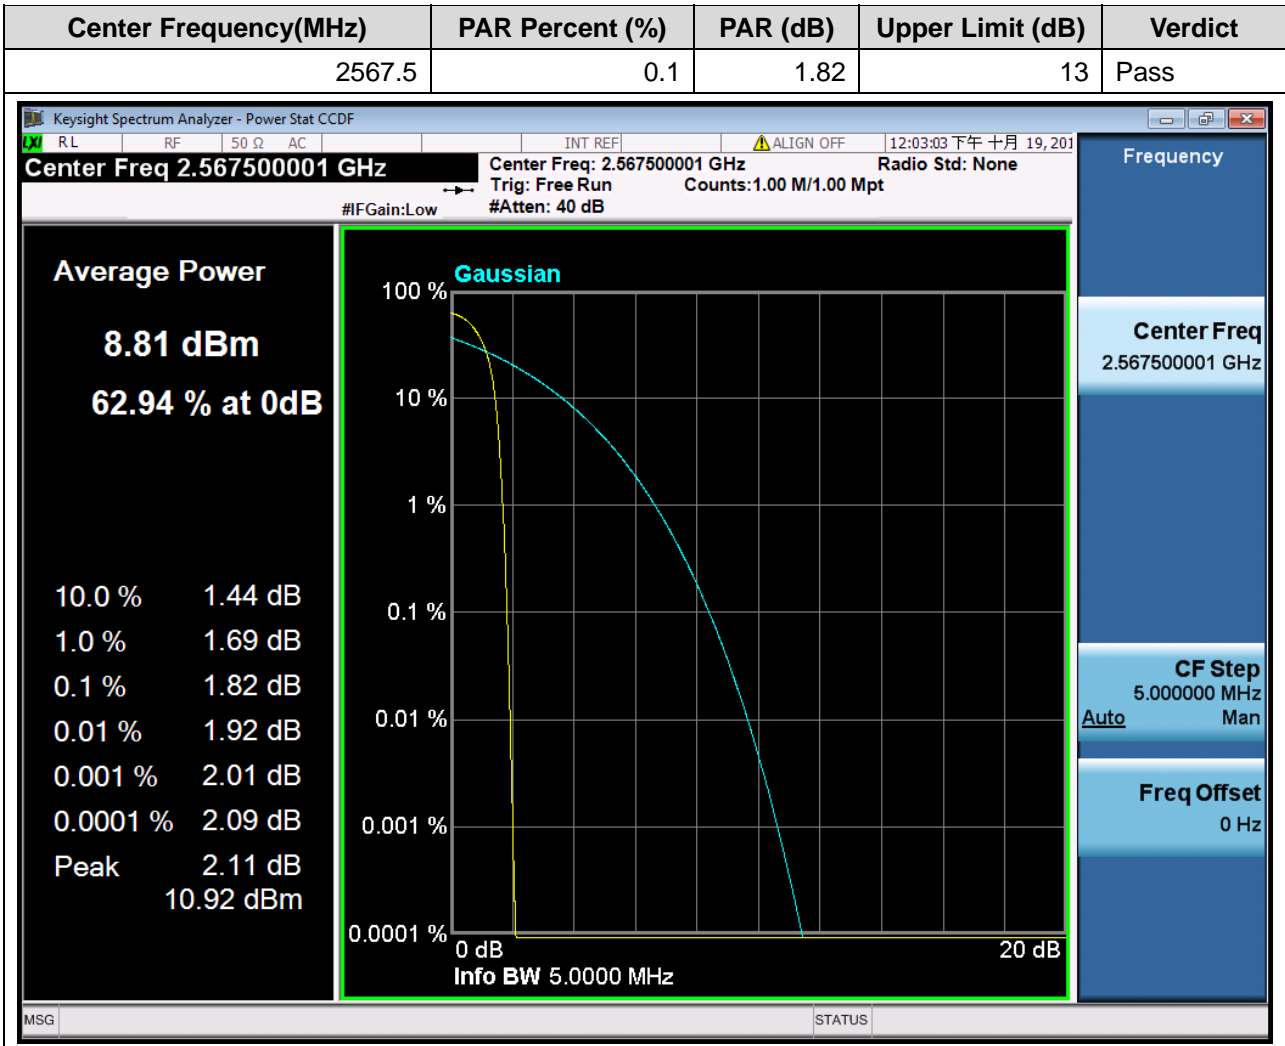 Center Frequency(MHz) PAR Percent (%) PAR (dB) Upper Limit (dB) Verdict
2567.5 0.1 1.82 13 Pass
Keysight Spectrum Analyzer - Power Stat CCDF
LXI RL RF 50 Ω AC INT REF ALIGN OFF 12:03:03 下午 十月 19, 201
Center Freq 2.567500001 GHz
Center Freq: 2.567500001 GHz Radio Std: None
Trig: Free Run Counts:1.00 M/1.00 Mpt
#IFGain:Low #Atten: 40 dB
Average Power
8.81 dBm
62.94 % at 0dB
10.0 % 1.44 dB
1.0 % 1.69 dB
0.1 % 1.82 dB
0.01 % 1.92 dB
0.001 % 2.01 dB
0.0001 % 2.09 dB
Peak 2.11 dB
10.92 dBm
Gaussian
100 %
10 %
1 %
0.1 %
0.01 %
0.001 %
0.0001 %
0 dB 20 dB
Info BW 5.0000 MHz
Frequency
Center Freq
2.567500001 GHz
CF Step
5.000000 MHz
Auto Man
Freq Offset
0 Hz
MSG STATUS